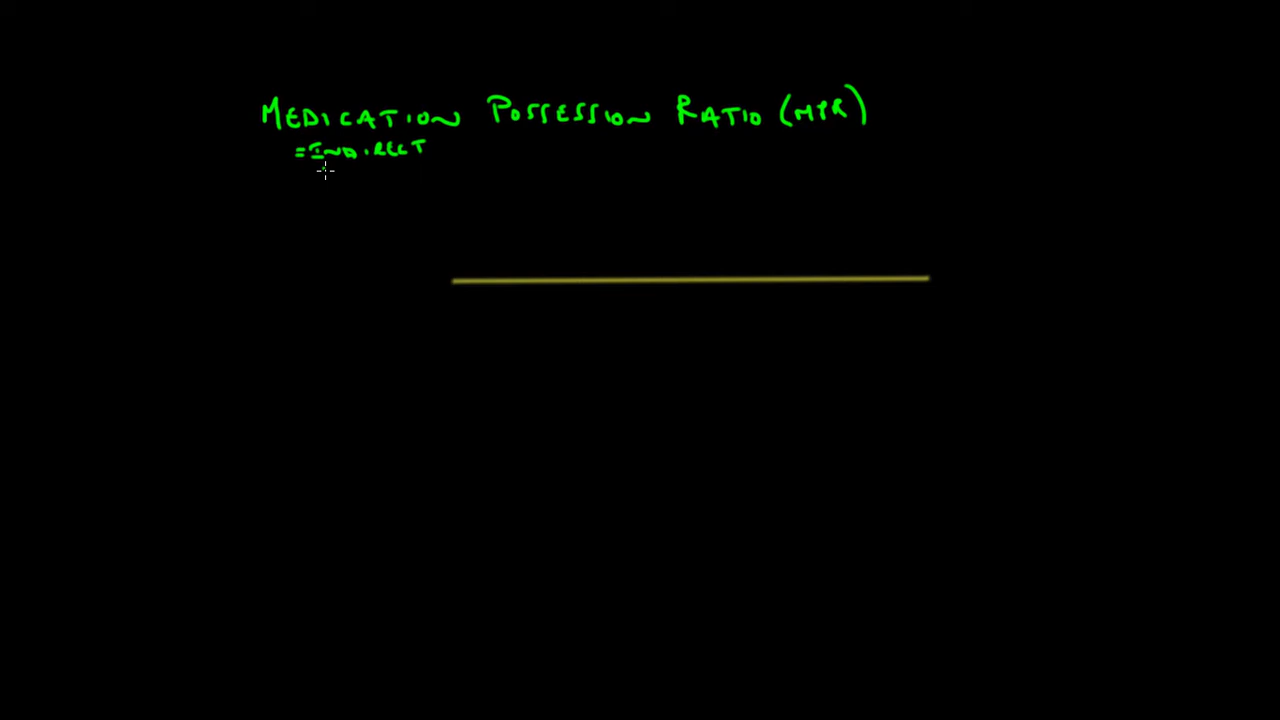 MEDICATION POSSESSION RATIO (MPR)
= INDIRECT